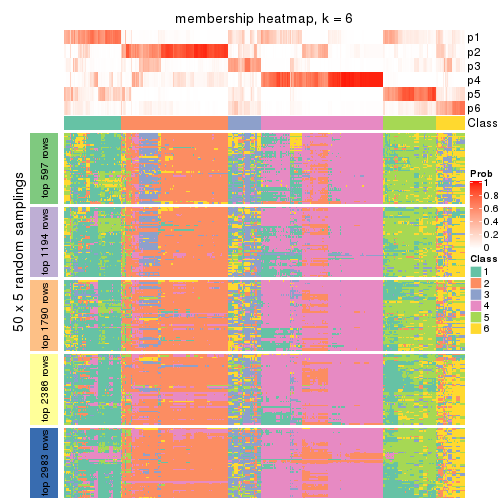 membership heatmap, k = 6
p1
p2
p3
p4
p5
p6
Class
50 x 5 random samplings
top 597 rows
top 1194 rows
top 1790 rows
top 2386 rows
top 2983 rows
Prob
1
0.8
0.6
0.4
0.2
0
Class
1
2
3
4
5
6